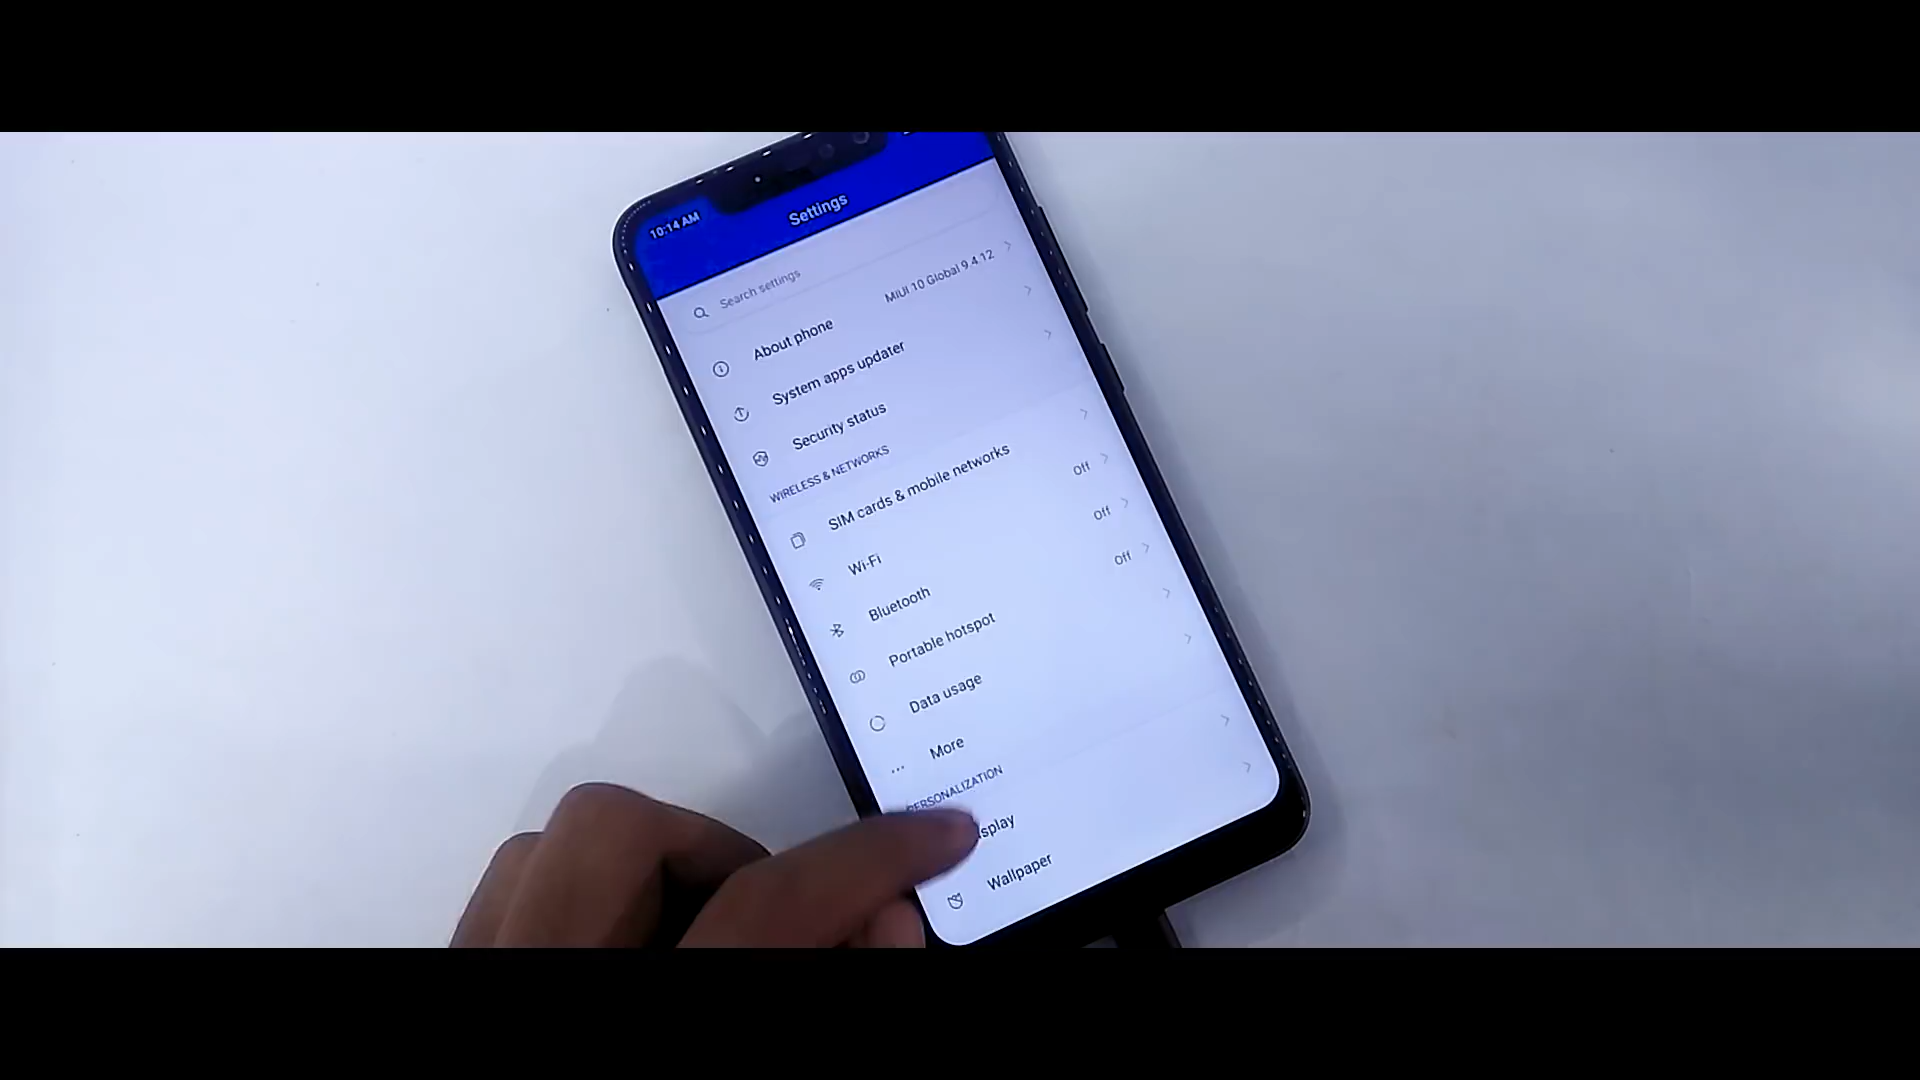 10:14 AM
Settings
Search settings
About phone MIUI 10 Global 9.4.12
System apps updater
Security status
WIRELESS & NETWORKS
SIM cards & mobile networks
Wi-Fi Off
Bluetooth Off
Portable hotspot Off
Data usage
More
PERSONALIZATION
Wallpaper